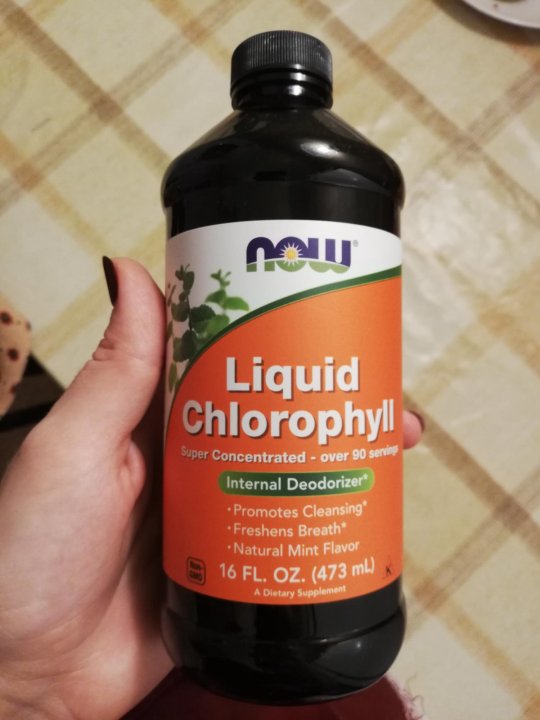 now®
Liquid
Chlorophyll
Super Concentrated - over 90 servings
Internal Deodorizer*
• Promotes Cleansing*
• Freshens Breath*
• Natural Mint Flavor
Non-
GMO
16 FL. OZ. (473 mL)
K
A Dietary Supplement